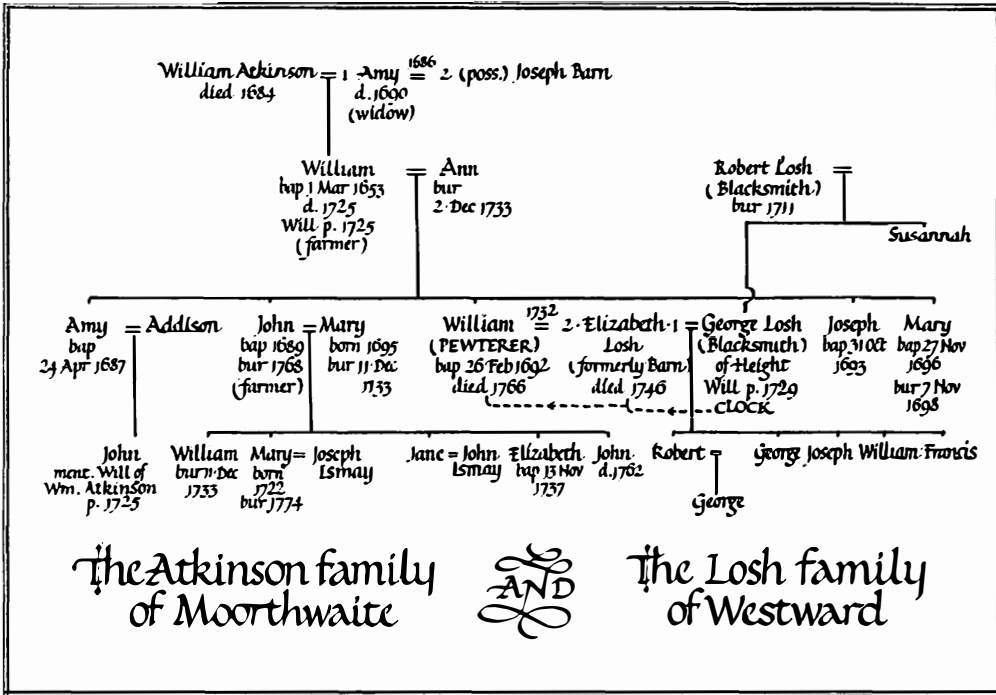 William Atkinson = 1 Amy 1686 = 2 (poss.) Joseph Barn
died 1684
d. 1690
(widow)
William = Ann
bap 1 Mar 1653
d. 1725
Will p. 1725
(farmer)
bur
2 Dec 1733
Robert Losh =
(Blacksmith)
bur 1711
Susannah
Amy = Addison
bap
24 Apr 1687
John = Mary
bap 1689
bur 1768
(farmer)
born 1695
bur 11 Dec
1733
William 1732 = 2. Elizabeth 1 = George Losh
(PEWTERER)
bap 26 Feb 1692
died 1766
Losh
(formerly Barn)
died 1746
(Blacksmith)
of Height
Will p. 1729
CLOCK
Joseph
bap 31 Oct
1693
Mary
bap 27 Nov
1696
bur 7 Nov
1698
John
ment. Will of
Wm. Atkinson
p. 1725
William
bur 11 Dec
1733
Mary = Joseph
Ismay
born
1722
bur 1774
Jane = John
Ismay
Elizabeth
bap 13 Nov
1737
John
d. 1762
Robert =
George
George Joseph William Francis
The Atkinson family
of Moorthwaite
AND
The Losh family
of Westward